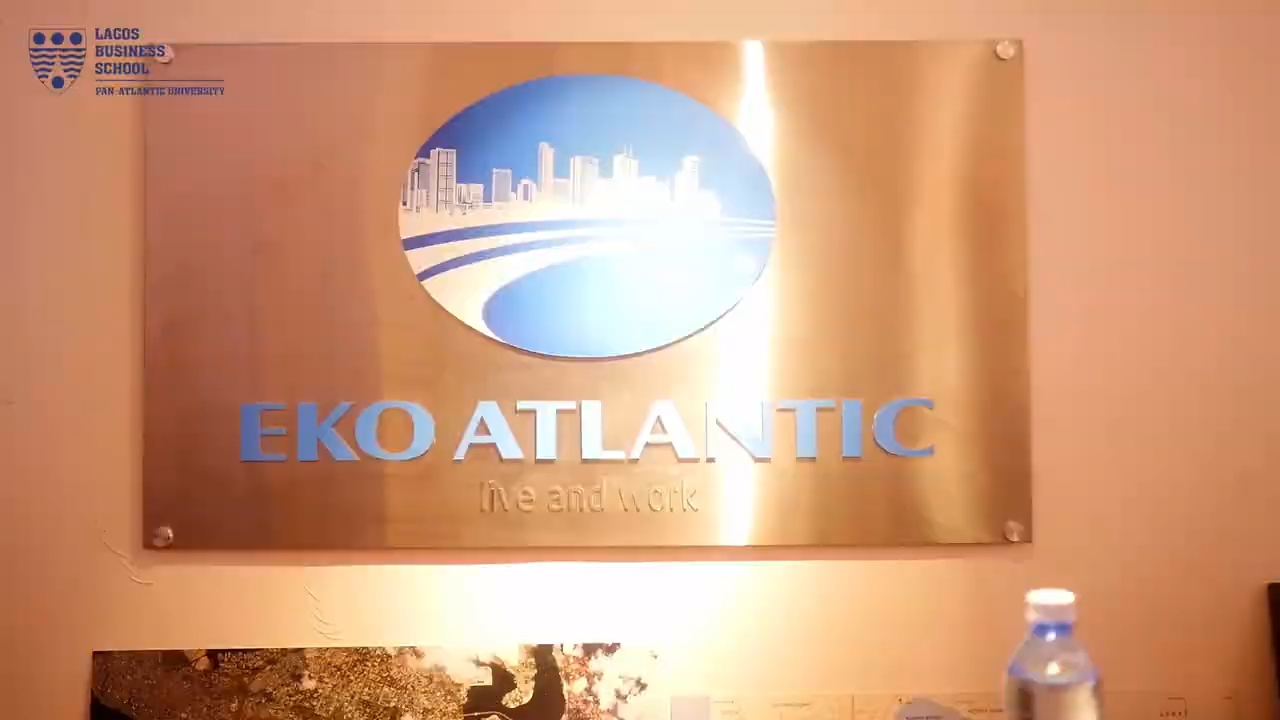 LAGOS
BUSINESS
SCHOOL
PAN-ATLANTIC UNIVERSITY
EKO ATLANTIC
live and work